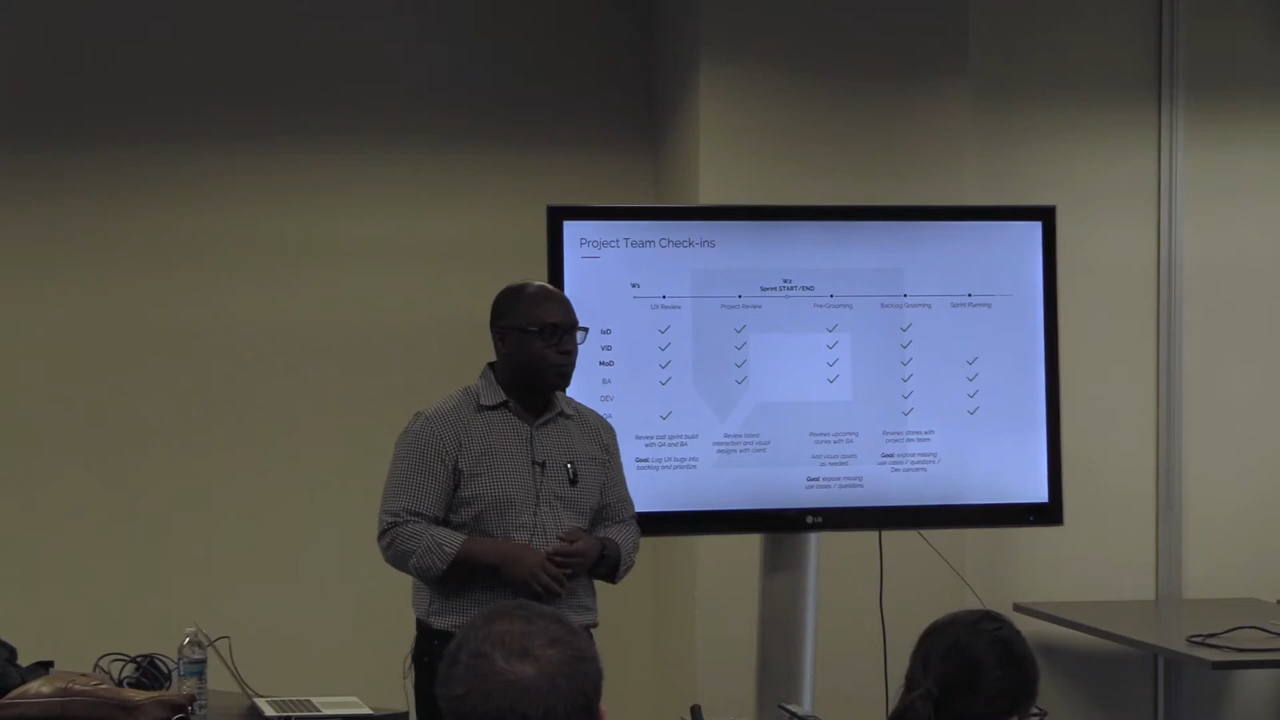 Project Team Check-ins
W1
W2
Sprint START/END
UX Review
Project Review
Pre-Grooming
Backlog Grooming
Sprint Planning
IxD
ViD
MoD
BA
DEV
QA
Review last sprint build
with QA and BA
Goal: Log UX bugs into
backlog and prioritize.
Review latest
interaction and visual
designs with client
Reviews upcoming
stories with BA
Add visual assets
as needed
Goal: expose missing
use cases / questions
Reviews stories with
project dev team
Goal: expose missing
use cases / questions /
Dev concerns.
LG